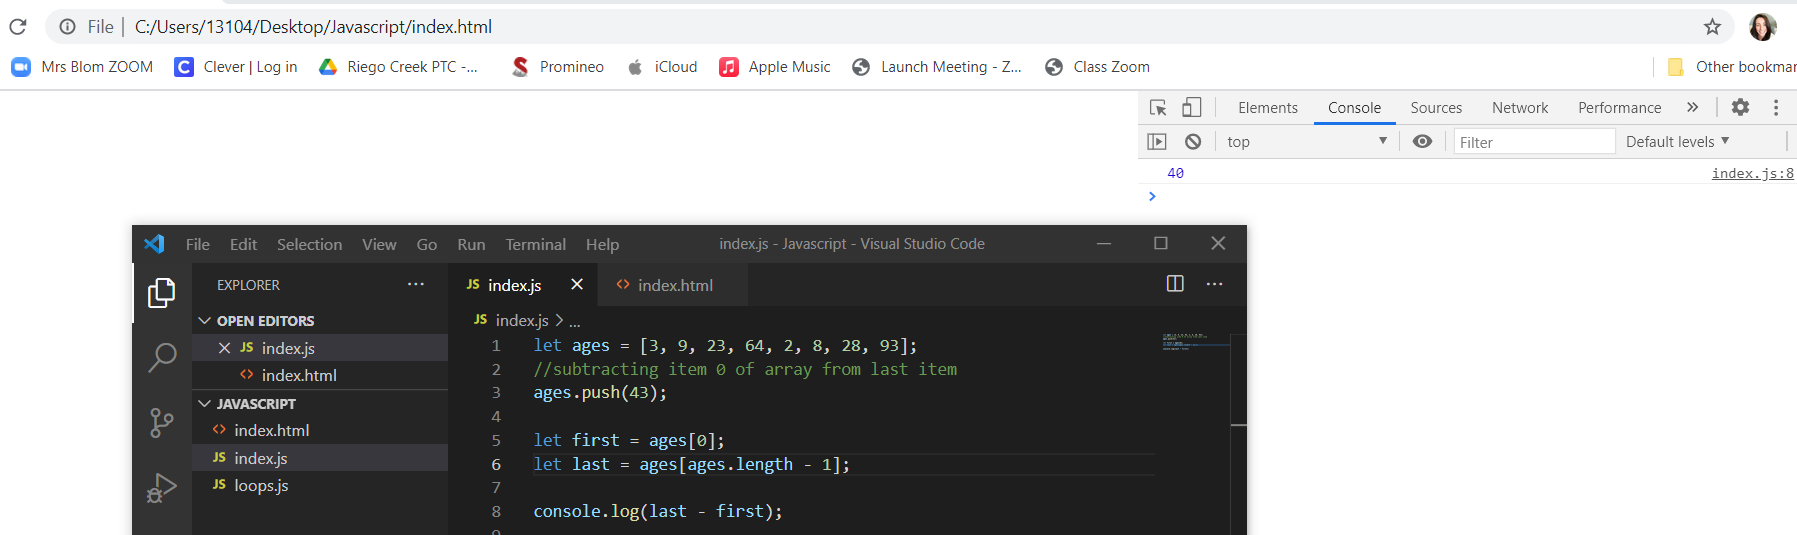 File | C:/Users/13104/Desktop/Javascript/index.html
Mrs Blom ZOOM Clever | Log in Riego Creek PTC -... Promineo iCloud Apple Music Launch Meeting - Z... Class Zoom Other bookmar
Elements Console Sources Network Performance »
top Filter Default levels
40 index.js:8
File Edit Selection View Go Run Terminal Help index.js - Javascript - Visual Studio Code
EXPLORER ...
JS index.js
index.html
OPEN EDITORS
JS index.js
index.html
JAVASCRIPT
index.html
JS index.js
JS loops.js
JS index.js > ...
1 let ages = [3, 9, 23, 64, 2, 8, 28, 93];
2 //subtracting item 0 of array from last item
3 ages.push(43);
4
5 let first = ages[0];
6 let last = ages[ages.length - 1];
7
8 console.log(last - first);